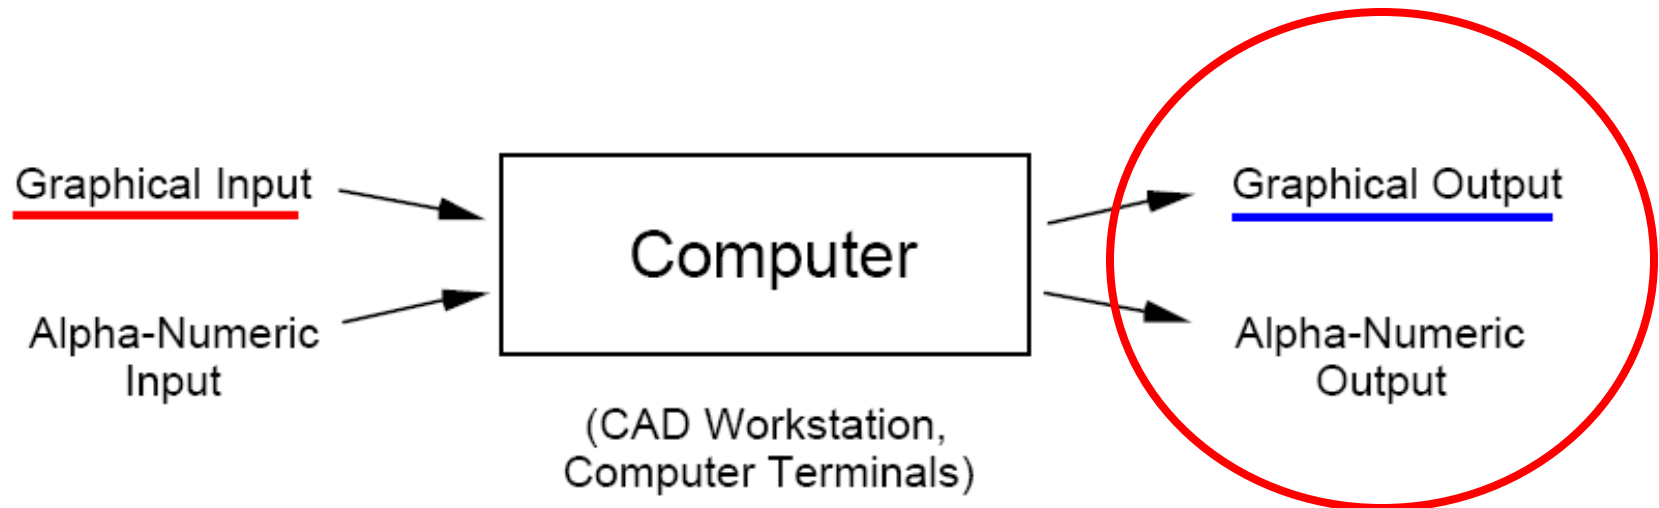 Graphical Input
Alpha-Numeric
Input
Computer
(CAD Workstation,
Computer Terminals)
Graphical Output
Alpha-Numeric
Output